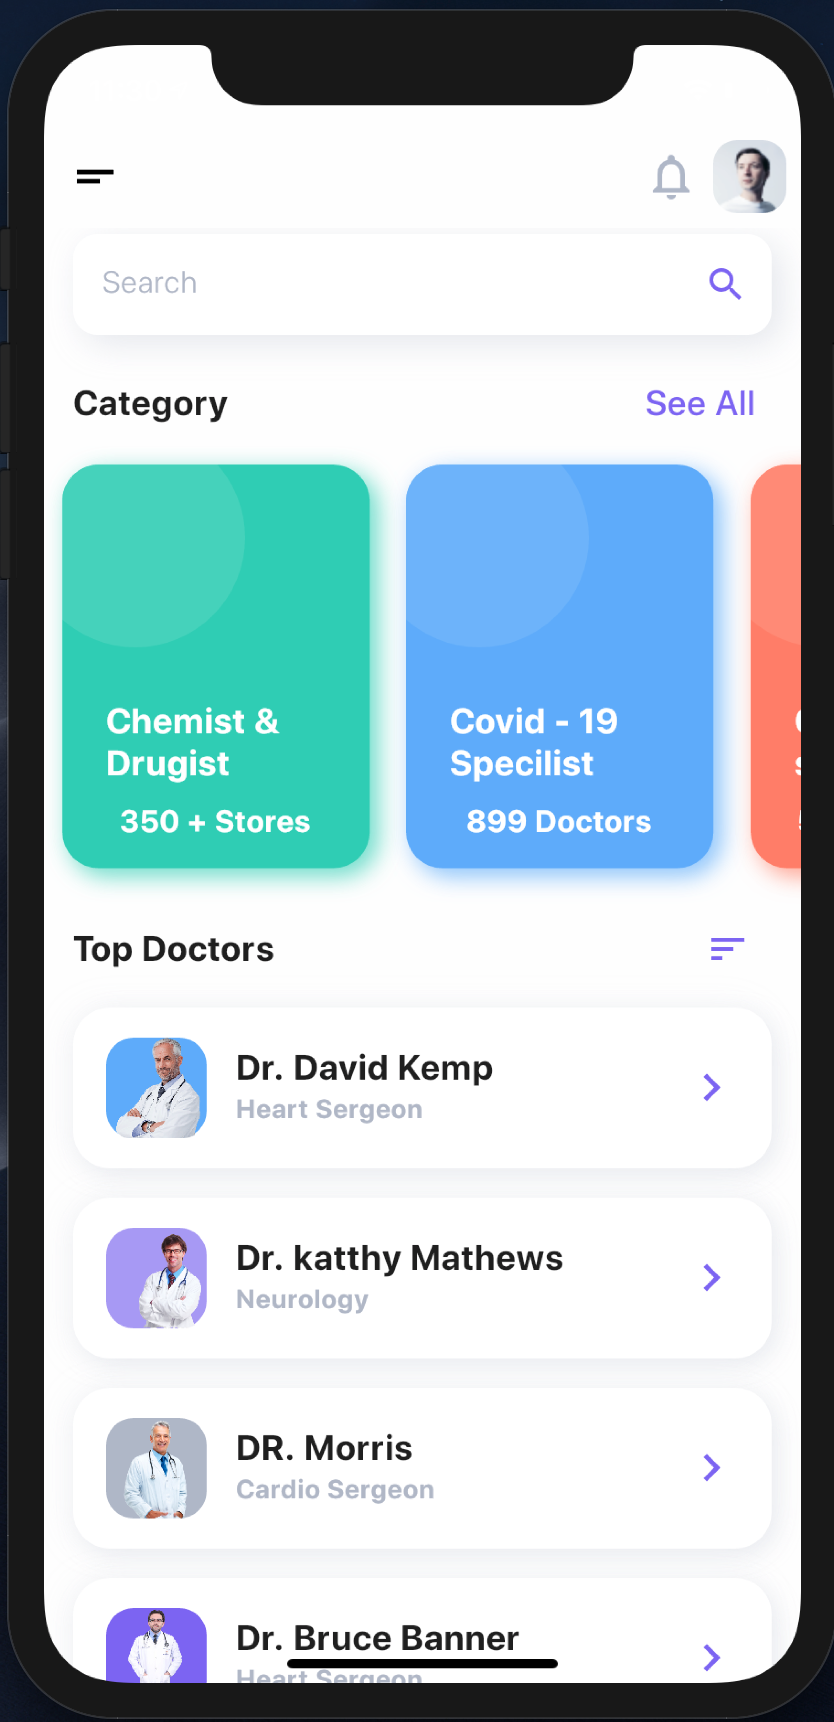 Search
Category
See All
Chemist &
Drugist
350 + Stores
Covid - 19
Specilist
899 Doctors
Top Doctors
Dr. David Kemp
Heart Sergeon
Dr. katthy Mathews
Neurology
DR. Morris
Cardio Sergeon
Dr. Bruce Banner
Heart Sergeon